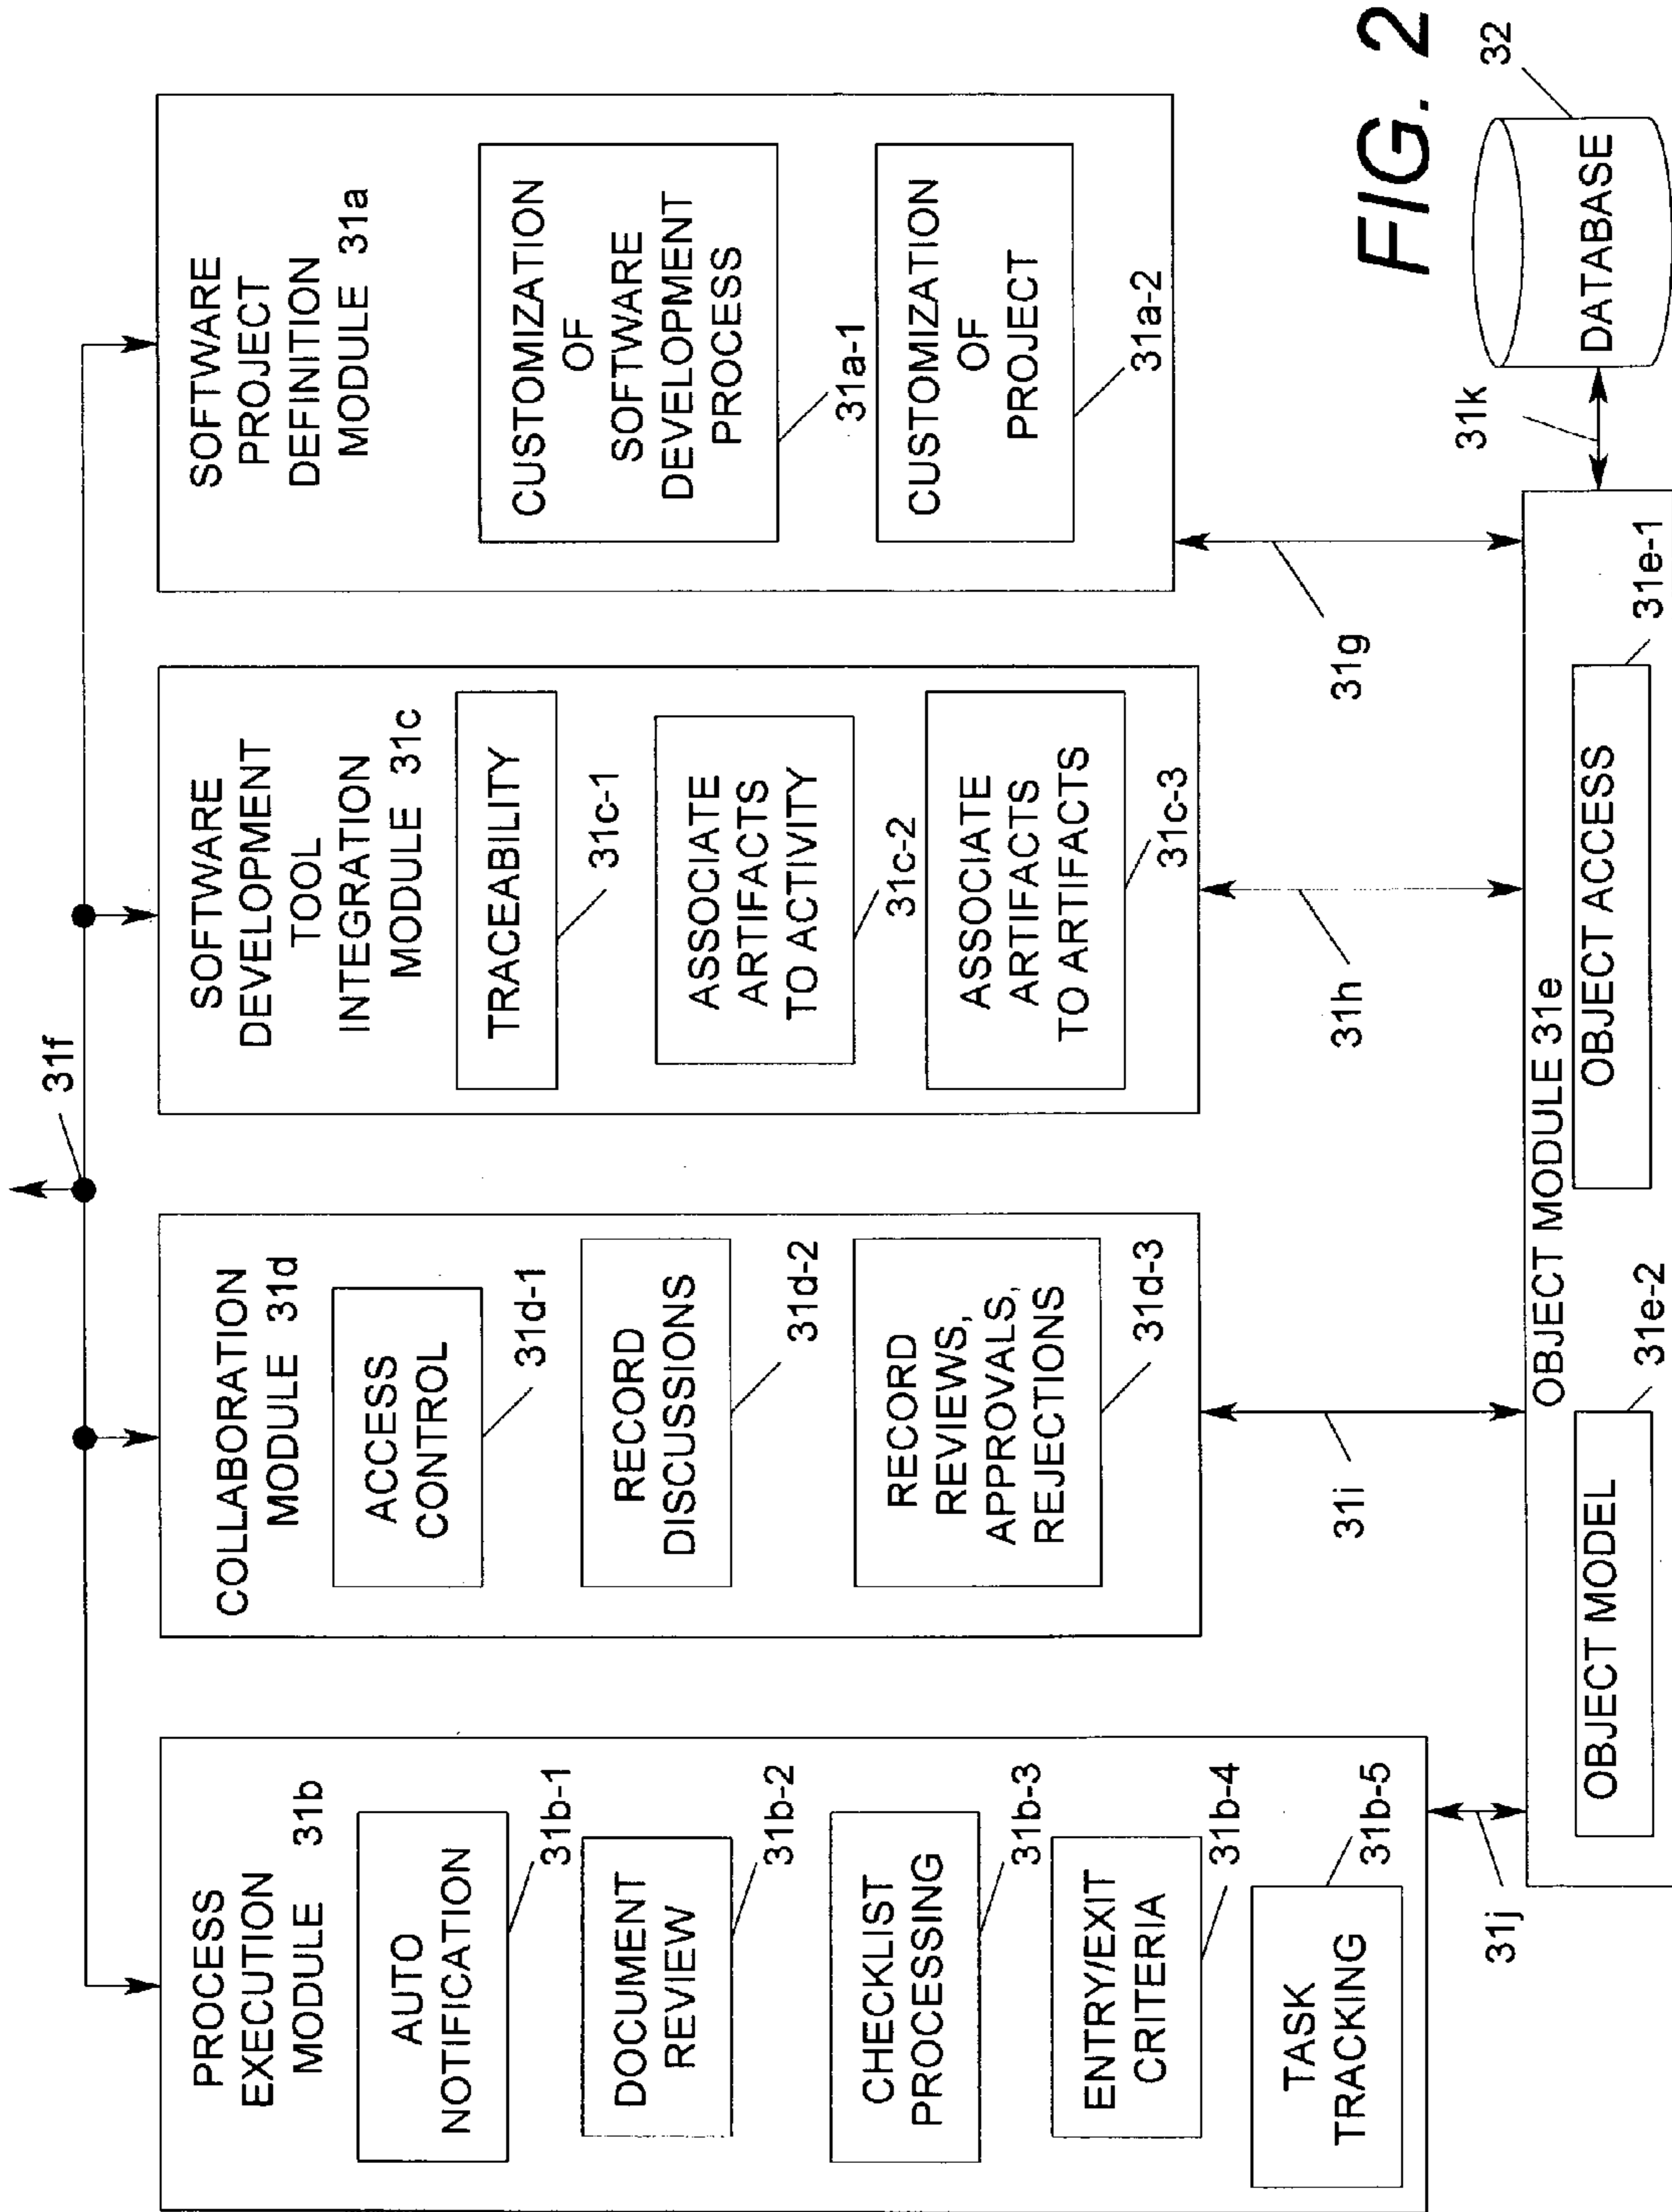 31f
PROCESS
EXECUTION
MODULE 31b
AUTO
NOTIFICATION
31b-1
DOCUMENT
REVIEW
31b-2
CHECKLIST
PROCESSING
31b-3
ENTRY/EXIT
CRITERIA
31b-4
TASK
TRACKING
31b-5
COLLABORATION
MODULE 31d
ACCESS
CONTROL
31d-1
RECORD
DISCUSSIONS
31d-2
RECORD
REVIEWS,
APPROVALS,
REJECTIONS
31d-3
SOFTWARE
DEVELOPMENT
TOOL
INTEGRATION
MODULE 31c
TRACEABILITY
31c-1
ASSOCIATE
ARTIFACTS
TO ACTIVITY
31c-2
ASSOCIATE
ARTIFACTS
TO ARTIFACTS
31c-3
SOFTWARE
PROJECT
DEFINITION
MODULE 31a
CUSTOMIZATION
OF
SOFTWARE
DEVELOPMENT
PROCESS
31a-1
CUSTOMIZATION
OF
PROJECT
31a-2
31j
31i
31h
31g
OBJECT MODULE 31e
OBJECT MODEL
31e-2
OBJECT ACCESS
31e-1
31k
DATABASE
32
FIG. 2